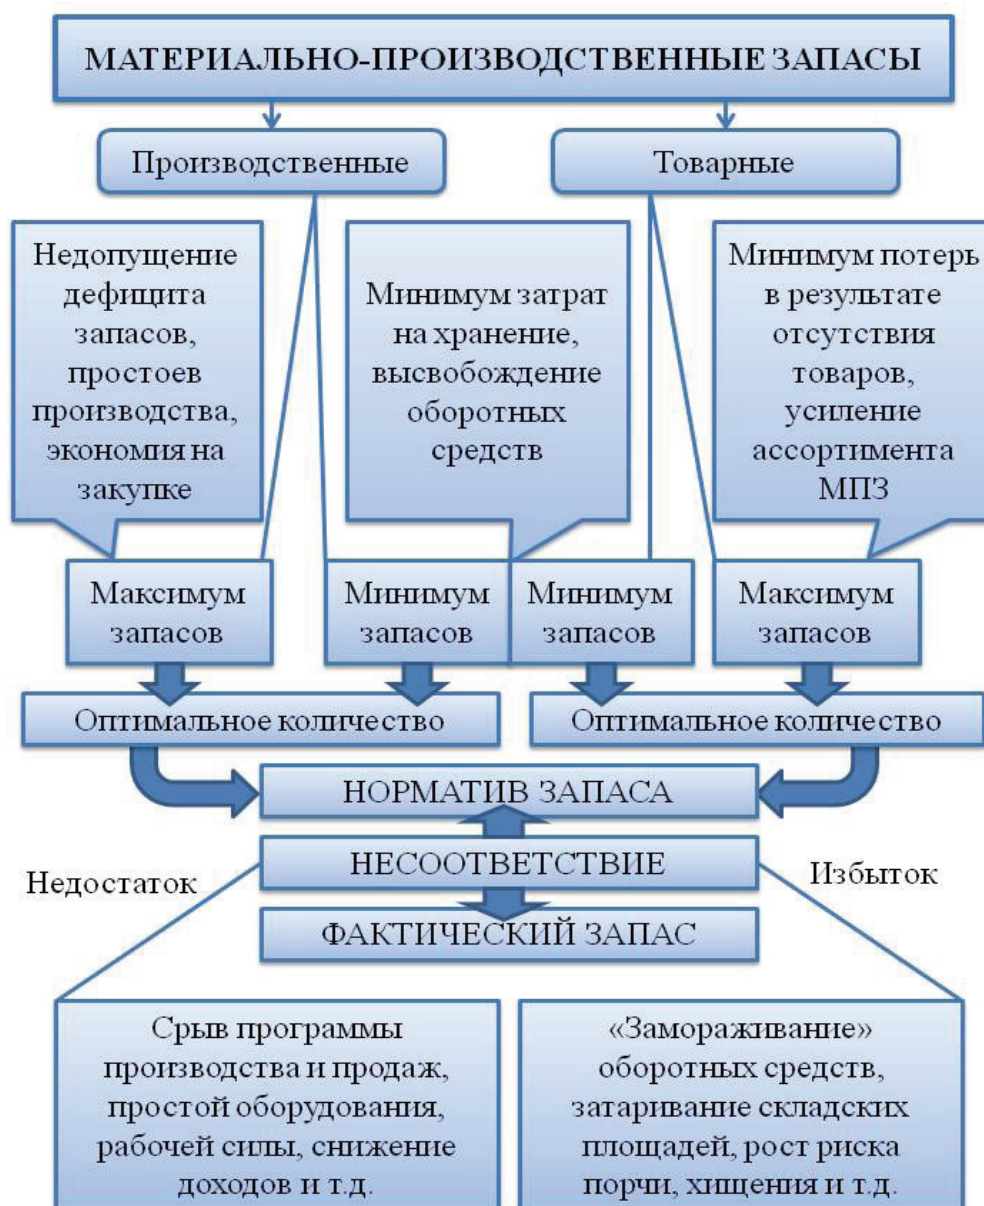 МАТЕРИАЛЬНО-ПРОИЗВОДСТВЕННЫЕ ЗАПАСЫ
Производственные
Товарные
Недопущение
дефицита
запасов,
простоев
производства,
экономия на
закупке
Минимум затрат
на хранение,
высвобождение
оборотных
средств
Минимум потерь
в результате
отсутствия
товаров,
усиление
ассортимента
МПЗ
Максимум
запасов
Минимум
запасов
Минимум
запасов
Максимум
запасов
Оптимальное количество
Оптимальное количество
НОРМАТИВ ЗАПАСА
НЕСООТВЕТСТВИЕ
Недостаток
Избыток
ФАКТИЧЕСКИЙ ЗАПАС
Срыв программы
производства и продаж,
простой оборудования,
рабочей силы, снижение
доходов и т.д.
«Замораживание»
оборотных средств,
затаривание складских
площадей, рост риска
порчи, хищения и т.д.